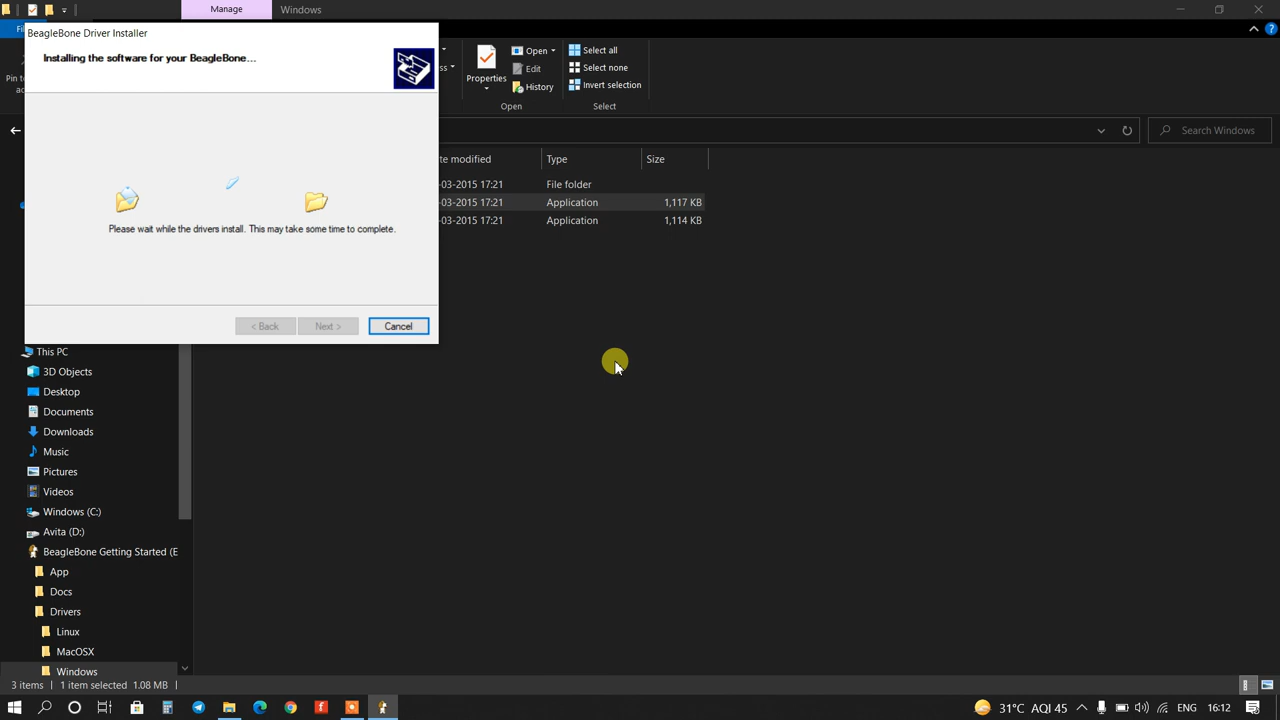 Manage
Windows
BeagleBone Driver Installer
Installing the software for your BeagleBone...
Please wait while the drivers install. This may take some time to complete.
< Back
Next >
Cancel
Properties
Open
Edit
History
Open
Select all
Select none
Invert selection
Select
Search Windows
Type
Size
-03-2015 17:21
File folder
-03-2015 17:21
Application
1,117 KB
-03-2015 17:21
Application
1,114 KB
This PC
3D Objects
Desktop
Documents
Downloads
Music
Pictures
Videos
Windows (C:)
Avita (D:)
BeagleBone Getting Started (E
App
Docs
Drivers
Linux
MacOSX
Windows
3 items
1 item selected 1.08 MB
31°C AQI 45
ENG
16:12